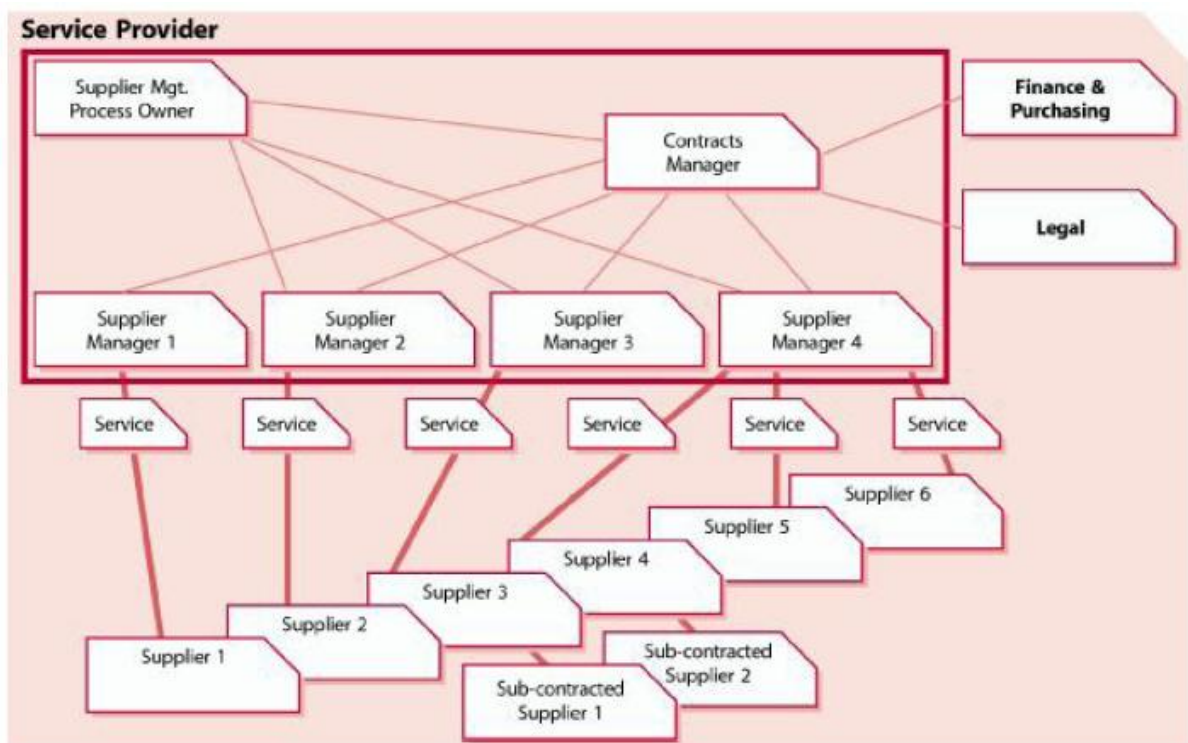 Service Provider
Supplier Mgt.
Process Owner
Finance &
Purchasing
Contracts
Manager
Legal
Supplier
Manager 1
Supplier
Manager 2
Supplier
Manager 3
Supplier
Manager 4
Service
Service
Service
Service
Service
Service
Supplier 6
Supplier 5
Supplier 4
Supplier 3
Supplier 2
Supplier 1
Sub-contracted
Supplier 2
Sub-contracted
Supplier 1